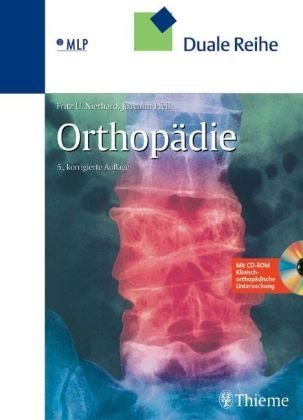 MLP
Duale Reihe
Fritz U. Niethard, Joachim Pfeil
Orthopädie
5., korrigierte Auflage
Mit CD-ROM
Klinisch-
orthopädische
Untersuchung
Thieme